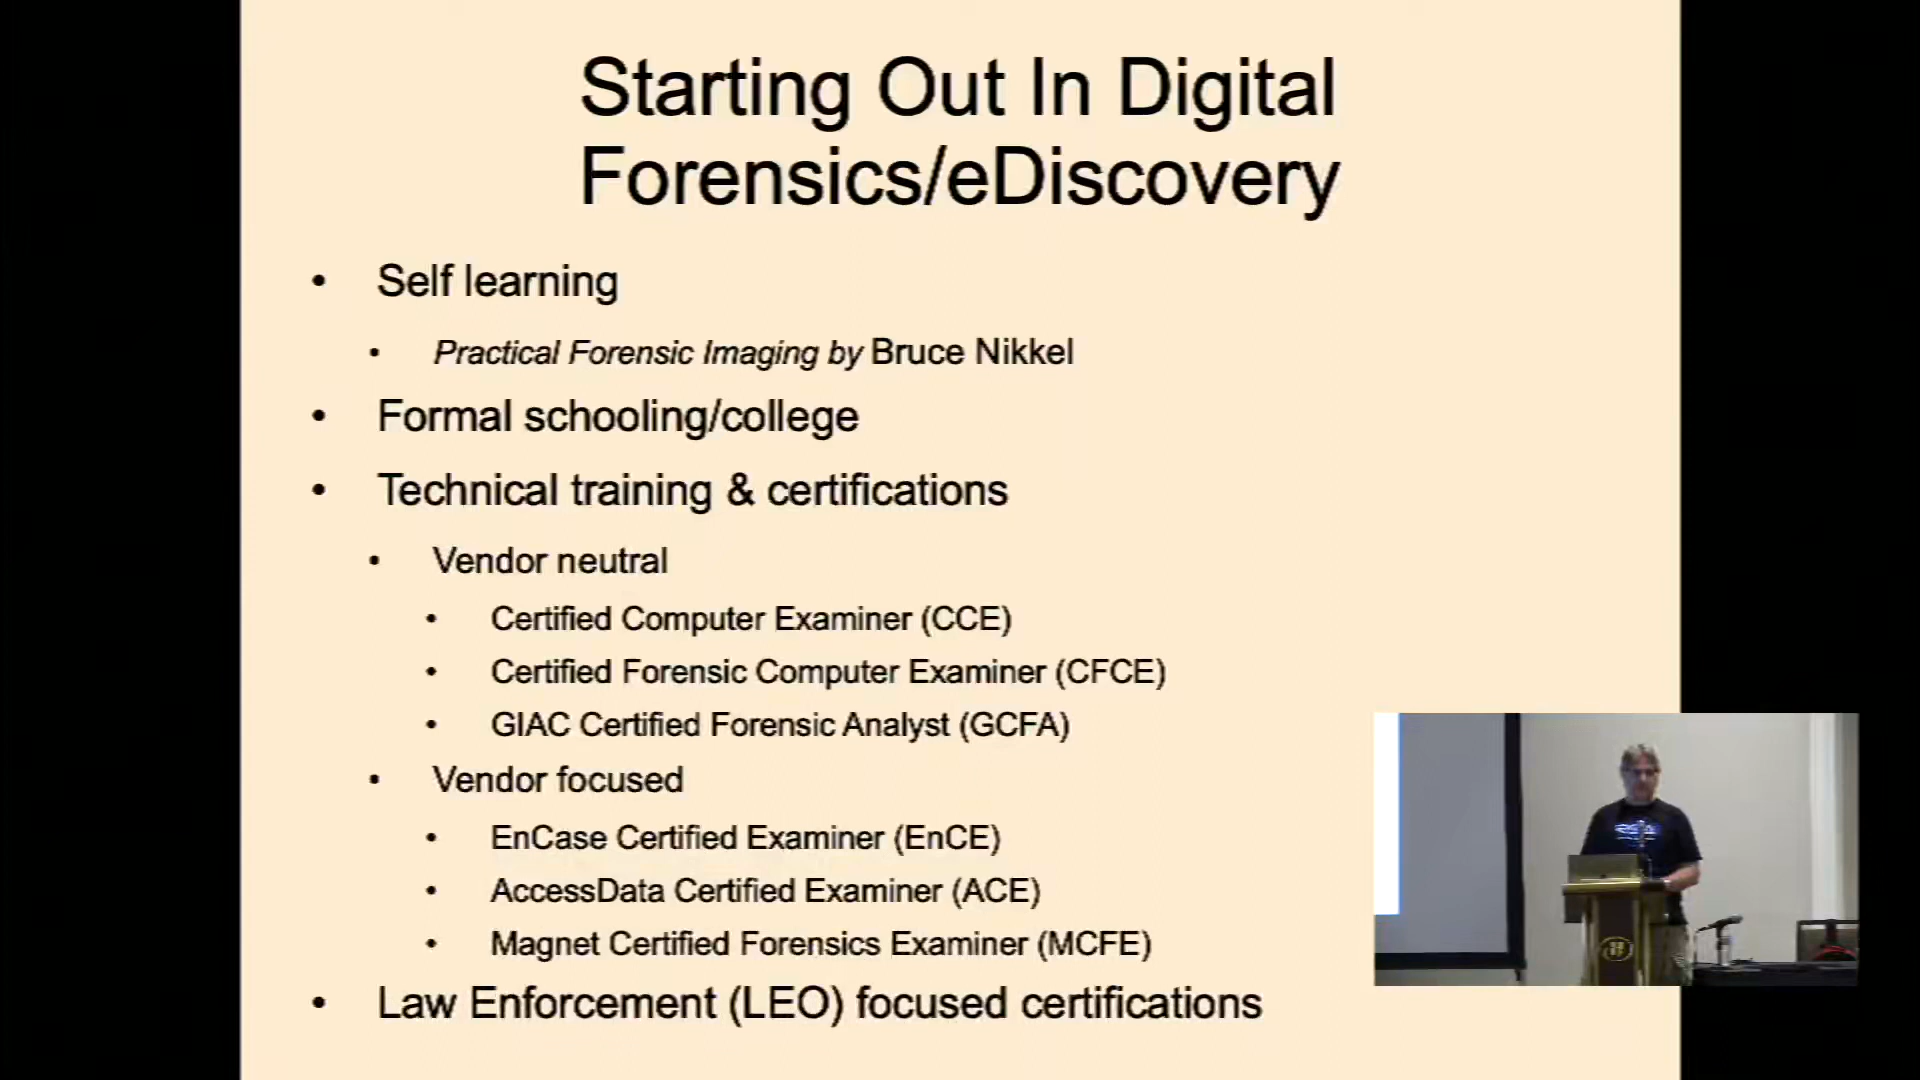 Starting Out In Digital
Forensics/eDiscovery
• Self learning
• Practical Forensic Imaging by Bruce Nikkel
• Formal schooling/college
• Technical training & certifications
• Vendor neutral
• Certified Computer Examiner (CCE)
• Certified Forensic Computer Examiner (CFCE)
• GIAC Certified Forensic Analyst (GCFA)
• Vendor focused
• EnCase Certified Examiner (EnCE)
• AccessData Certified Examiner (ACE)
• Magnet Certified Forensics Examiner (MCFE)
• Law Enforcement (LEO) focused certifications